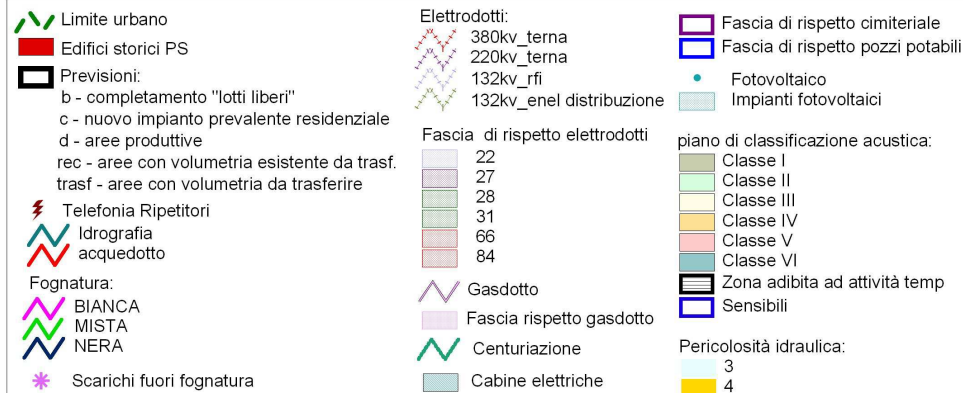 Limite urbano
Edifici storici PS
Previsioni:
b - completamento "lotti liberi"
c - nuovo impianto prevalente residenziale
d - aree produttive
rec - aree con volumetria esistente da trasf.
trasf - aree con volumetria da trasferire
Telefonia Ripetitori
Idrografia
acquedotto
Fognatura:
BIANCA
MISTA
NERA
Scarichi fuori fognatura
Elettrodotti:
380kv_terna
220kv_terna
132kv_rfi
132kv_enel distribuzione
Fascia di rispetto elettrodotti
22
27
28
31
66
84
Gasdotto
Fascia rispetto gasdotto
Centuriazione
Cabine elettriche
Fascia di rispetto cimiteriale
Fascia di rispetto pozzi potabili
Fotovoltaico
Impianti fotovoltaici
piano di classificazione acustica:
Classe I
Classe II
Classe III
Classe IV
Classe V
Classe VI
Zona adibita ad attività temp
Sensibili
Pericolosità idraulica:
3
4